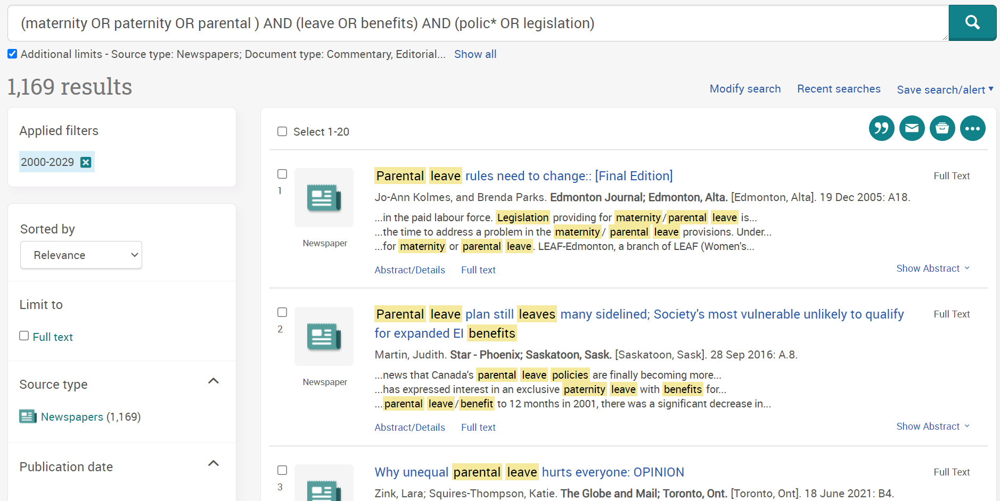 (maternity OR paternity OR parental ) AND (leave OR benefits) AND (polic* OR legislation)
Additional limits - Source type: Newspapers; Document type: Commentary, Editorial... Show all
1,169 results
Modify search Recent searches Save search/alert
Applied filters
2000-2029
Sorted by
Relevance
Limit to
Full text
Source type
Newspapers (1,169)
Publication date
Select 1-20
1
Newspaper
Parental leave rules need to change:: [Final Edition]
Full Text
Jo-Ann Kolmes, and Brenda Parks. Edmonton Journal; Edmonton, Alta. [Edmonton, Alta]. 19 Dec 2005: A18.
...in the paid labour force. Legislation providing for maternity/parental leave is...
...the time to address a problem in the maternity/ parental leave provisions. Under...
...for maternity or parental leave. LEAF-Edmonton, a branch of LEAF (Women's...
Abstract/Details Full text
Show Abstract
2
Newspaper
Parental leave plan still leaves many sidelined; Society's most vulnerable unlikely to qualify
for expanded EI benefits
Full Text
Martin, Judith. Star - Phoenix; Saskatoon, Sask. [Saskatoon, Sask]. 28 Sep 2016: A.8.
...news that Canada's parental leave policies are finally becoming more...
...has expressed interest in an exclusive paternity leave with benefits for...
...parental leave/benefit to 12 months in 2001, there was a significant decrease in...
Abstract/Details Full text
Show Abstract
3
Why unequal parental leave hurts everyone: OPINION
Full Text
Zink, Lara; Squires-Thompson, Katie. The Globe and Mail; Toronto, Ont. [Toronto, Ont]. 18 June 2021: B4.